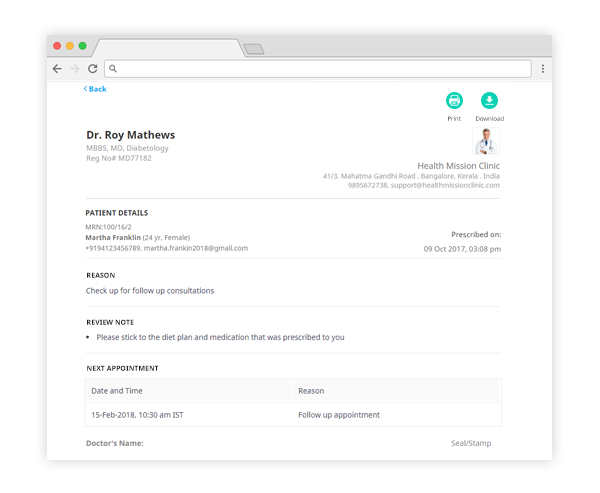 Back
Print Download
Dr. Roy Mathews
MBBS, MD, Diabetology
Reg No# MD77182
Health Mission Clinic
41/3, Mahatma Gandhi Road , Bangalore, Kerala . India
9895672738, support@healthmissionclinic.com
PATIENT DETAILS
MRN:100/16/2
Martha Franklin (24 yr, Female)
+9194123456789, martha.frankin2018@gmail.com
Prescribed on:
09 Oct 2017, 03:08 pm
REASON
Check up for follow up consultations
REVIEW NOTE
• Please stick to the diet plan and medication that was prescribed to you
NEXT APPOINTMENT
Date and Time Reason
15-Feb-2018, 10:30 am IST Follow up appointment
Doctor's Name: Seal/Stamp